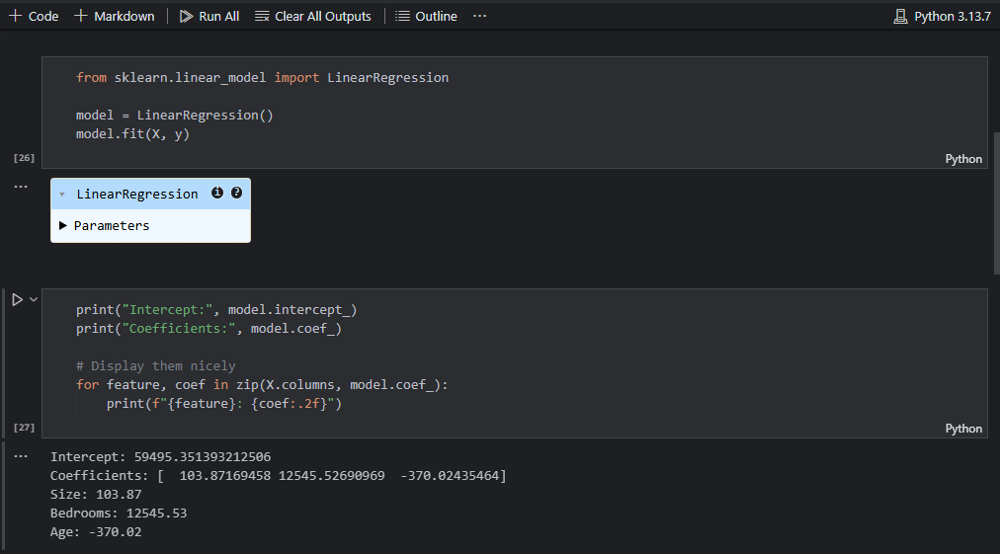 Code Markdown Run All Clear All Outputs Outline ... Python 3.13.7
from sklearn.linear_model import LinearRegression
model = LinearRegression()
model.fit(X, y)
[26]
Python
...
LinearRegression i ?
Parameters
print("Intercept:", model.intercept_)
print("Coefficients:", model.coef_)
# Display them nicely
for feature, coef in zip(X.columns, model.coef_):
print(f"{feature}: {coef:.2f}")
[27]
Python
...
Intercept: 59495.351393212506
Coefficients: [  103.87169458 12545.52690969  -370.02435464]
Size: 103.87
Bedrooms: 12545.53
Age: -370.02